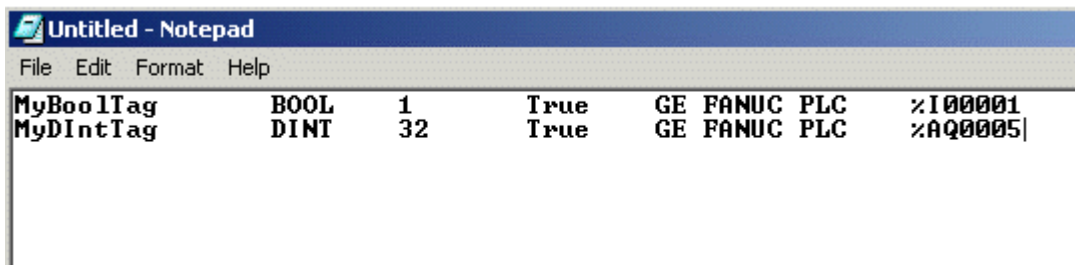 Untitled - Notepad
File Edit Format Help
MyBoolTag BOOL 1 True GE FANUC PLC %I00001
MyDIntTag DINT 32 True GE FANUC PLC %AQ0005